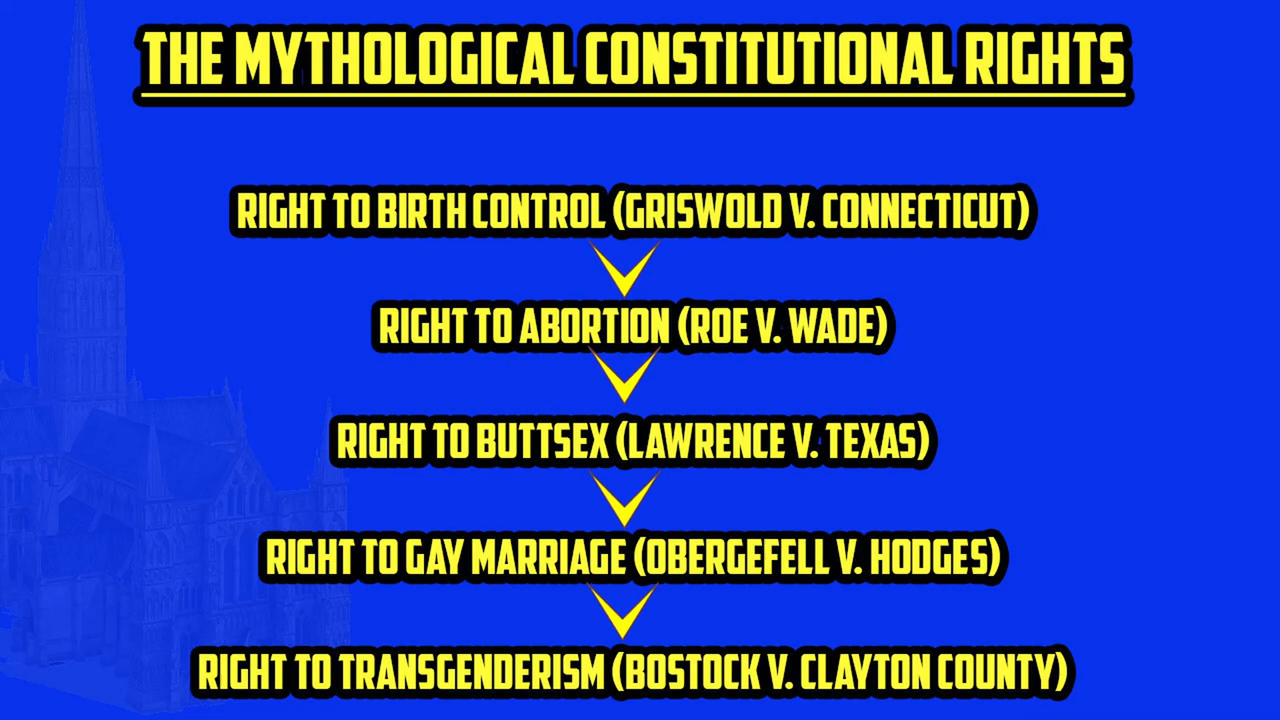 THE MYTHOLOGICAL CONSTITUTIONAL RIGHTS
RIGHT TO BIRTH CONTROL (GRISWOLD V. CONNECTICUT)
RIGHT TO ABORTION (ROE V. WADE)
RIGHT TO BUTTSEX (LAWRENCE V. TEXAS)
RIGHT TO GAY MARRIAGE (OBERGEFELL V. HODGES)
RIGHT TO TRANSGENDERISM (BOSTOCK V. CLAYTON COUNTY)